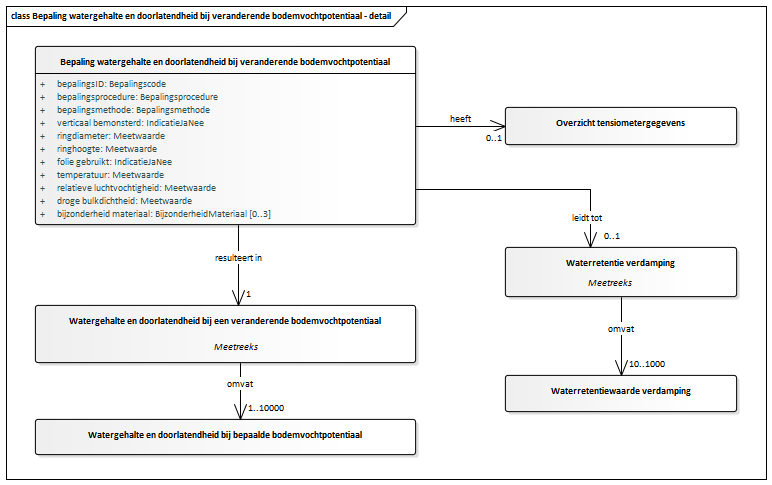 class Bepaling watergehalte en doorlatendheid bij veranderende bodemvochtpotentiaal - detail
Bepaling watergehalte en doorlatendheid bij veranderende bodemvochtpotentiaal
+ bepalingsID: Bepalingscode
+ bepalingsprocedure: Bepalingsprocedure
+ bepalingsmethode: Bepalingsmethode
+ verticaal bemonsterd: IndicatieJaNee
+ ringdiameter: Meetwaarde
+ ringhoogte: Meetwaarde
+ folie gebruikt: IndicatieJaNee
+ temperatuur: Meetwaarde
+ relatieve luchtvochtigheid: Meetwaarde
+ droge bulkdichtheid: Meetwaarde
+ bijzonderheid materiaal: BijzonderheidMateriaal [0..3]
heeft
0..1
Overzicht tensiometergegevens
leidt tot
0..1
Waterretentie verdamping
Meetreeks
omvat
10..1000
Waterretentiewaarde verdamping
resulteert in
1
Watergehalte en doorlatendheid bij een veranderende bodemvochtpotentiaal
Meetreeks
omvat
1..10000
Watergehalte en doorlatendheid bij bepaalde bodemvochtpotentiaal